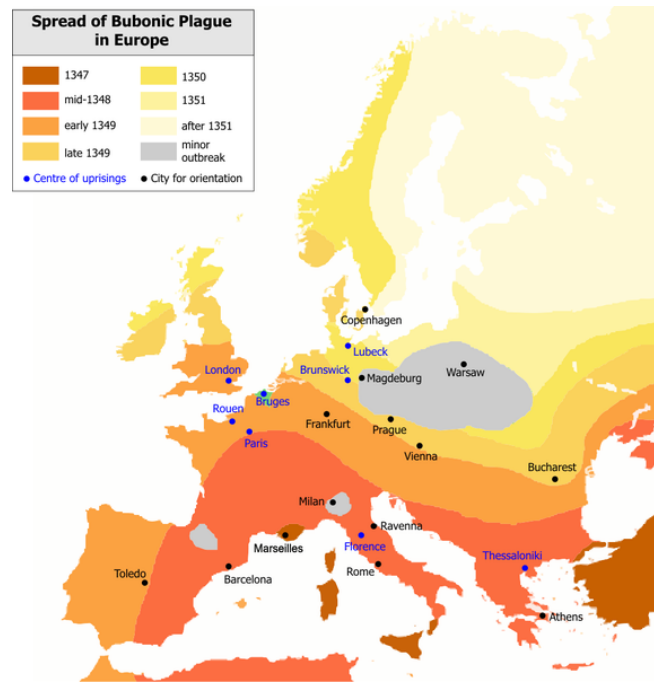 Spread of Bubonic Plague
in Europe
1347
1350
mid-1348
1351
early 1349
after 1351
late 1349
minor
outbreak
Centre of uprisings
City for orientation
Copenhagen
Lubeck
London
Brunswick
Magdeburg
Warsaw
Bruges
Rouen
Frankfurt
Prague
Paris
Vienna
Bucharest
Milan
Ravenna
Marseilles
Florence
Thessaloniki
Rome
Toledo
Barcelona
Athens